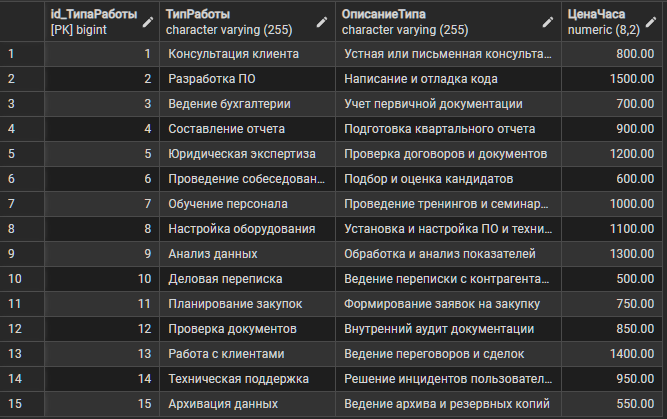 id_ТипаРаботы ТипРаботы ОписаниеТипа ЦенаЧаса
[PK] bigint character varying (255) character varying (255) numeric (8,2)
1 1 Консультация клиента Устная или письменная консульта... 800.00
2 2 Разработка ПО Написание и отладка кода 1500.00
3 3 Ведение бухгалтерии Учет первичной документации 700.00
4 4 Составление отчета Подготовка квартального отчета 900.00
5 5 Юридическая экспертиза Проверка договоров и документов 1200.00
6 6 Проведение собеседован... Подбор и оценка кандидатов 600.00
7 7 Обучение персонала Проведение тренингов и семинар... 1000.00
8 8 Настройка оборудования Установка и настройка ПО и техни... 1100.00
9 9 Анализ данных Обработка и анализ показателей 1300.00
10 10 Деловая переписка Ведение переписки с контрагента... 500.00
11 11 Планирование закупок Формирование заявок на закупку 750.00
12 12 Проверка документов Внутренний аудит документации 850.00
13 13 Работа с клиентами Ведение переговоров и сделок 1400.00
14 14 Техническая поддержка Решение инцидентов пользовател... 950.00
15 15 Архивация данных Ведение архива и резервных копий 550.00